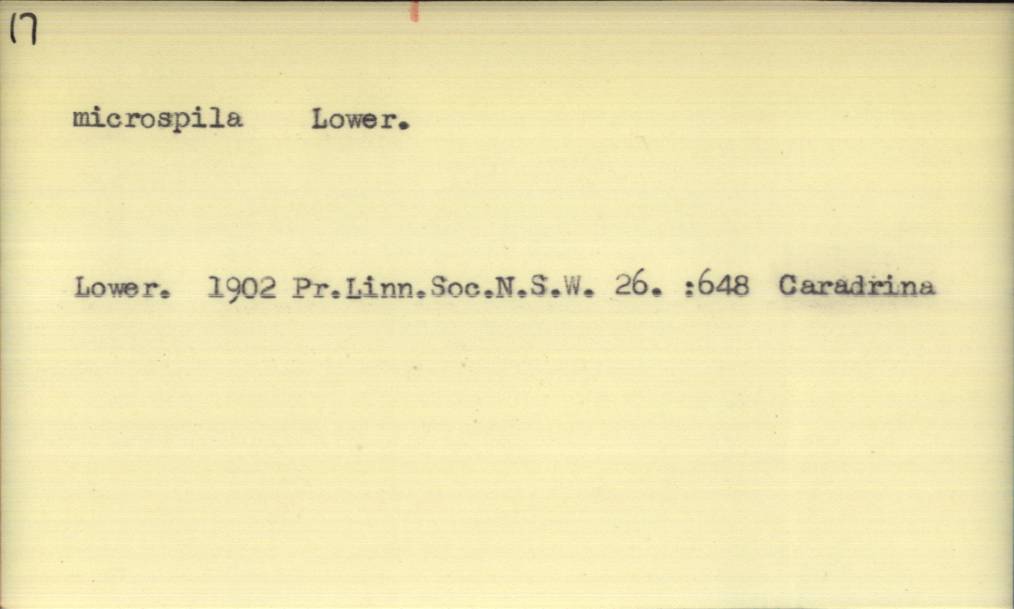 17
microspila Lower.
Lower. 1902 Pr.Linn.Soc.N.S.W. 26. :648 Caradrina